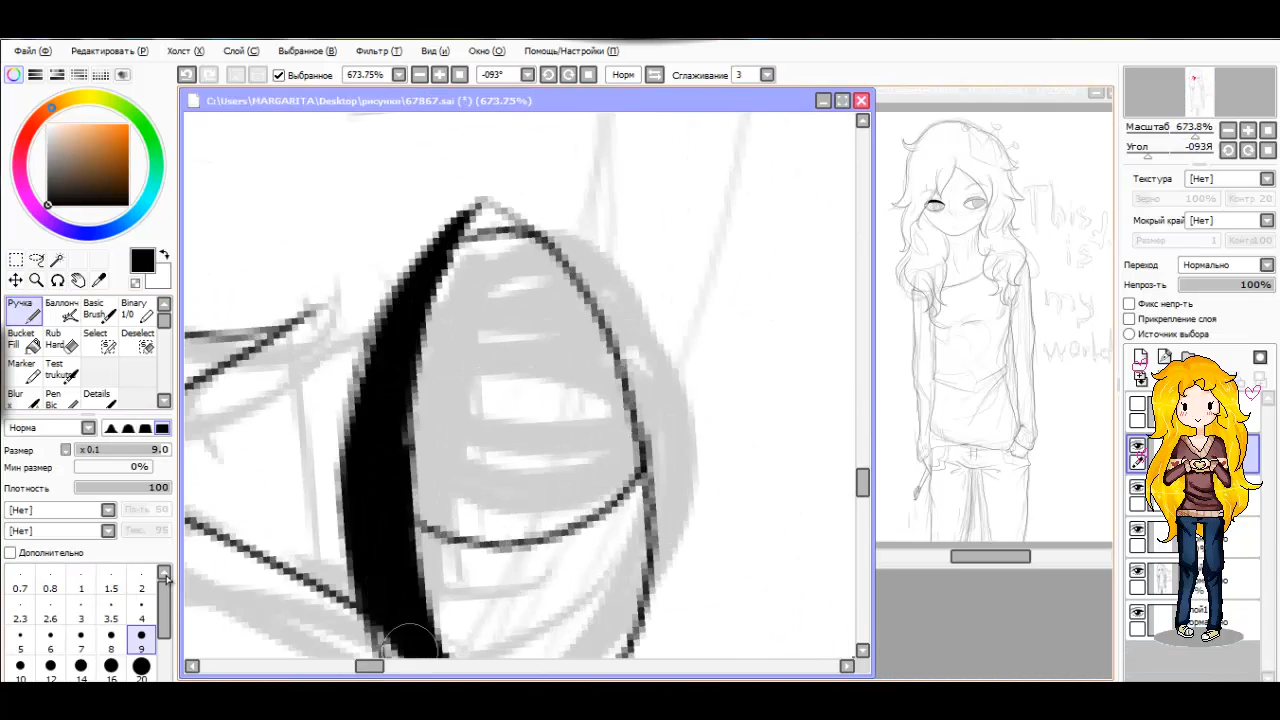 Файл (Ф) Редактировать (Р) Холст (Х) Слой (С) Выбранное (В) Фильтр (Т) Вид (и) Окно (О) Помощь/Настройки (П)
Выбранное 673.75% -093° Норм Сглаживание 3
C:\Users\MARGARITA\Desktop\рисунки\67867.sai (*) (673.75%)
Масштаб 673.8%
Угол -093Я
Текстура [Нет]
Зерно 100% Контр 20
Мокрый край [Нет]
Размер 1 Контр 100
Переход Нормально
Непроз-ть 100%
Фикс непр-ть
Прикрепление слоя
Источник выбора
This
is
my
world
Ручка Баллонч Basic Brush Binary 1/0
Bucket Fill Rub Hard Select Deselect
Marker Test trukut
Blur Pen Bic Details
Норма
Размер x 0.1 9.0
Мин размер 0%
Плотность 100
[Нет] 50
[Нет] 95
Дополнительно
0.7 0.8 1 1.5 2
2.3 2.6 3 3.5 4
5 6 7 8 9
10 12 14 16 20